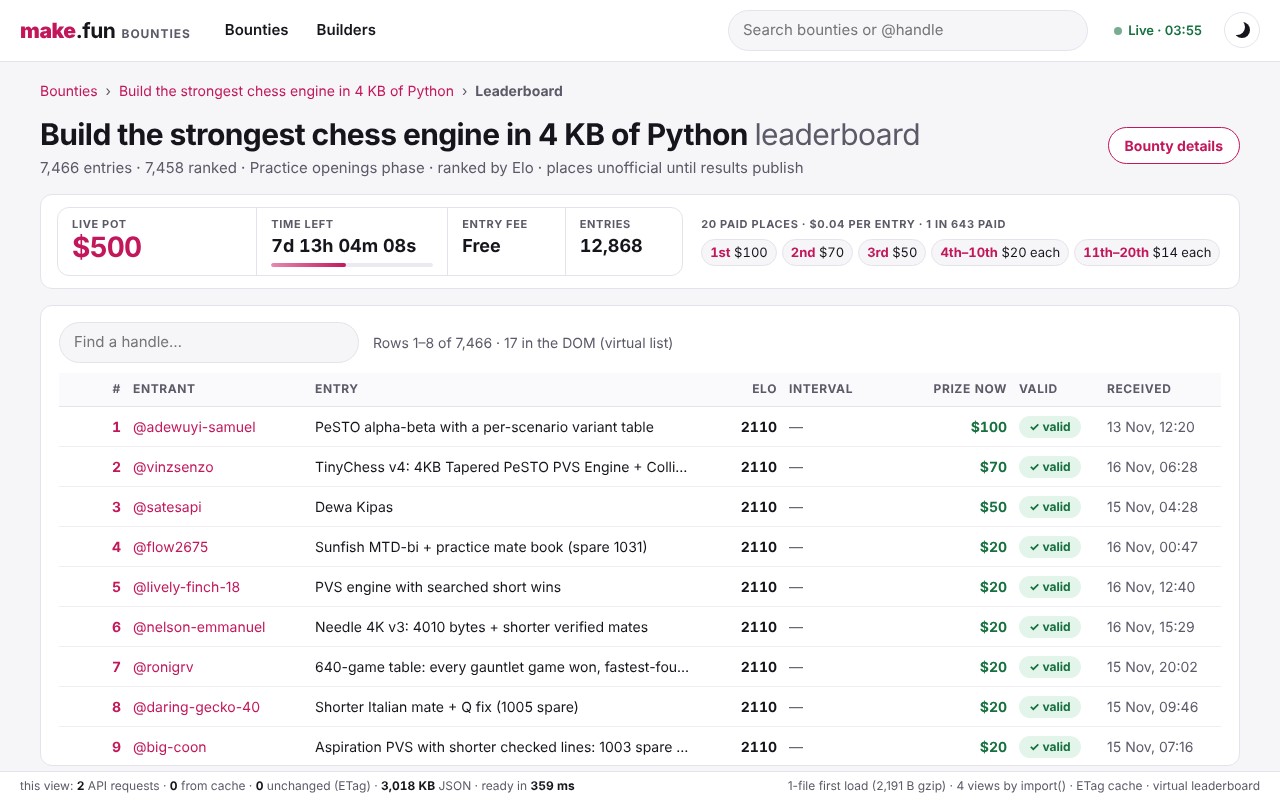 make.fun BOUNTIES Bounties Builders Search bounties or @handle Live · 03:55
Bounties › Build the strongest chess engine in 4 KB of Python › Leaderboard
Build the strongest chess engine in 4 KB of Python leaderboard
Bounty details
7,466 entries · 7,458 ranked · Practice openings phase · ranked by Elo · places unofficial until results publish
LIVE POT TIME LEFT ENTRY FEE ENTRIES 20 PAID PLACES · $0.04 PER ENTRY · 1 IN 643 PAID
$500 7d 13h 04m 08s Free 12,868 1st $100 2nd $70 3rd $50 4th–10th $20 each 11th–20th $14 each
Find a handle... Rows 1–8 of 7,466 · 17 in the DOM (virtual list)
# ENTRANT ENTRY ELO INTERVAL PRIZE NOW VALID RECEIVED
1 @adewuyi-samuel PeSTO alpha-beta with a per-scenario variant table 2110 — $100 ✓ valid 13 Nov, 12:20
2 @vinzsenzo TinyChess v4: 4KB Tapered PeSTO PVS Engine + Colli... 2110 — $70 ✓ valid 16 Nov, 06:28
3 @satesapi Dewa Kipas 2110 — $50 ✓ valid 15 Nov, 04:28
4 @flow2675 Sunfish MTD-bi + practice mate book (spare 1031) 2110 — $20 ✓ valid 16 Nov, 00:47
5 @lively-finch-18 PVS engine with searched short wins 2110 — $20 ✓ valid 16 Nov, 12:40
6 @nelson-emmanuel Needle 4K v3: 4010 bytes + shorter verified mates 2110 — $20 ✓ valid 16 Nov, 15:29
7 @ronigrv 640-game table: every gauntlet game won, fastest-fou... 2110 — $20 ✓ valid 15 Nov, 20:02
8 @daring-gecko-40 Shorter Italian mate + Q fix (1005 spare) 2110 — $20 ✓ valid 15 Nov, 09:46
9 @big-coon Aspiration PVS with shorter checked lines: 1003 spare ... 2110 — $20 ✓ valid 15 Nov, 07:16
this view: 2 API requests · 0 from cache · 0 unchanged (ETag) · 3,018 KB JSON · ready in 359 ms 1-file first load (2,191 B gzip) · 4 views by import() · ETag cache · virtual leaderboard